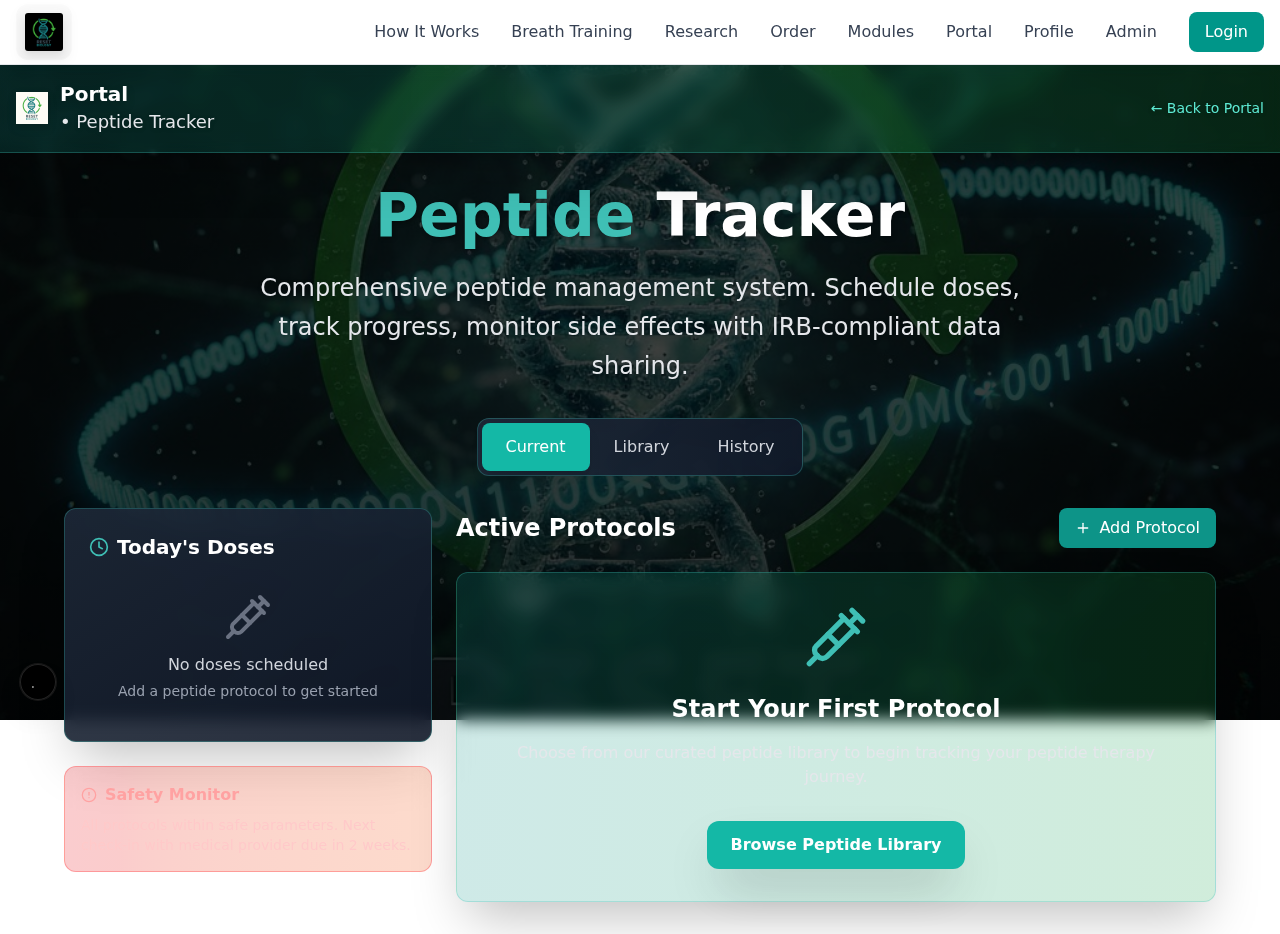 How It Works
Breath Training
Research
Order
Modules
Portal
Profile
Admin
Login
Portal
• Peptide Tracker
← Back to Portal
Peptide Tracker
Comprehensive peptide management system. Schedule doses,
track progress, monitor side effects with IRB-compliant data
sharing.
Current
Library
History
Today's Doses
No doses scheduled
Add a peptide protocol to get started
Safety Monitor
safe parameters. Next
medical provider due in 2 weeks.
Active Protocols
+ Add Protocol
Start Your First Protocol
Choose from our curated peptide library to begin tracking your peptide therapy
journey.
Browse Peptide Library